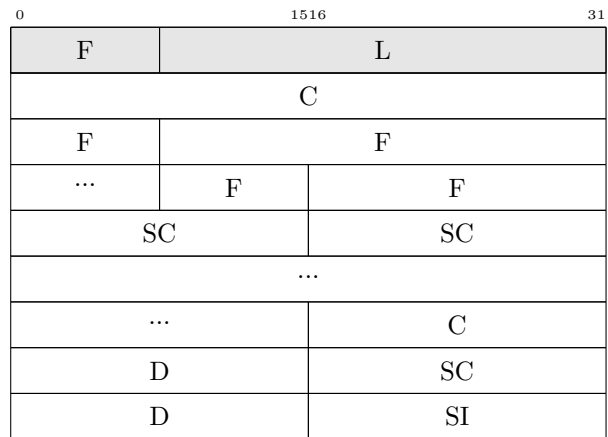 0 1516 31
F L
C
F F
... F F
SC SC
...
... C
D SC
D SI